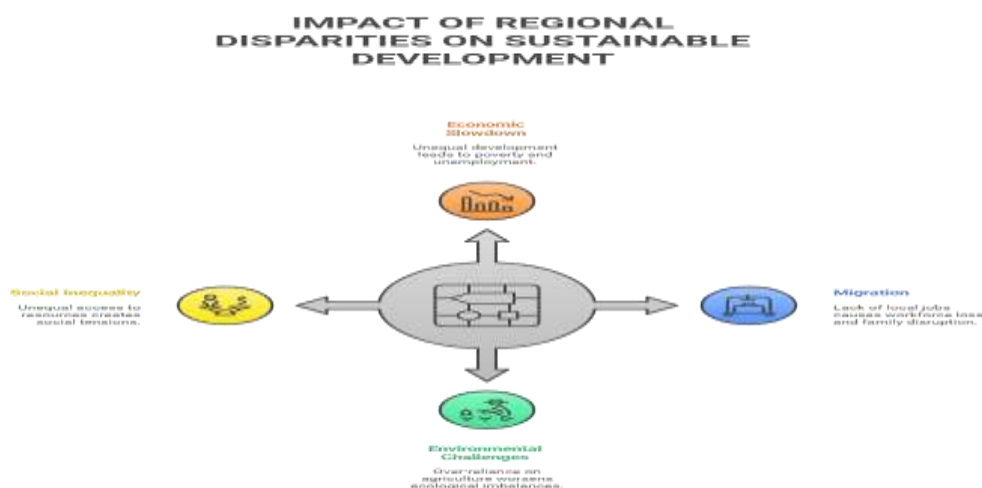 IMPACT OF REGIONAL
DISPARITIES ON SUSTAINABLE
DEVELOPMENT
Economic
Slowdown
Unequal development
leads to poverty and
unemployment.
Social Inequality
Unequal access to
resources creates
social tensions.
Migration
Lack of local jobs
causes workforce loss
and family disruption.
Environmental
Challenges
Over-reliance on
agriculture worsens
ecological imbalances.